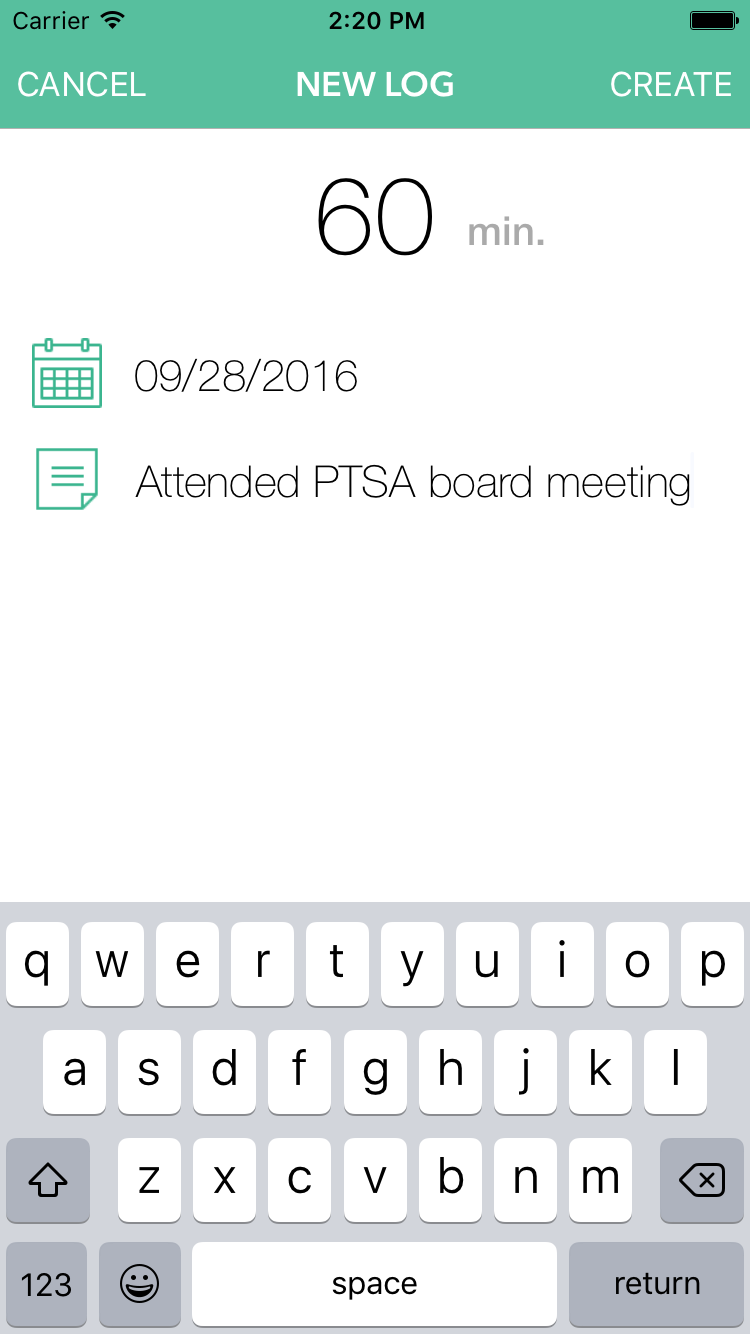 Carrier 2:20 PM
CANCEL NEW LOG CREATE
60 min.
09/28/2016
Attended PTSA board meeting
q w e r t y u i o p
a s d f g h j k l
z x c v b n m
123 space return